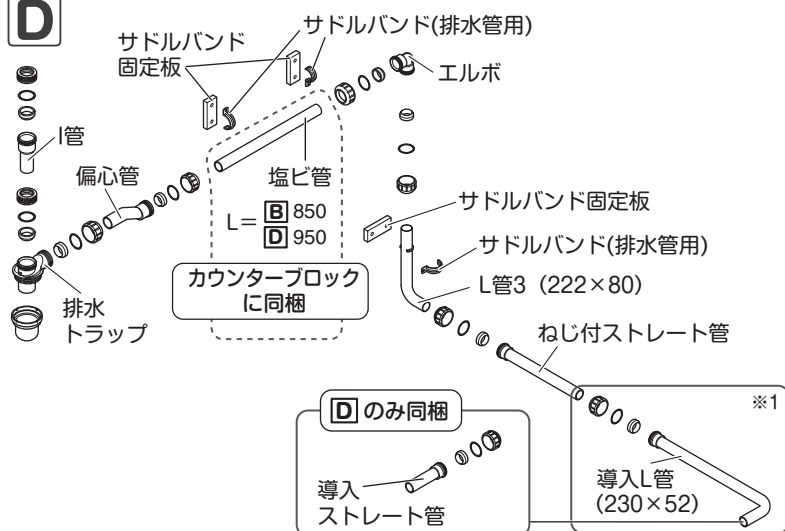 D
サドルバンド
固定板
サドルバンド(排水管用)
エルボ
I管
偏心管
塩ビ管
L= B 850
D 950
カウンターブロック
に同梱
サドルバンド固定板
サドルバンド(排水管用)
L管3（222×80）
排水
トラップ
ねじ付ストレート管
D のみ同梱
導入
ストレート管
※1
導入L管
(230×52)